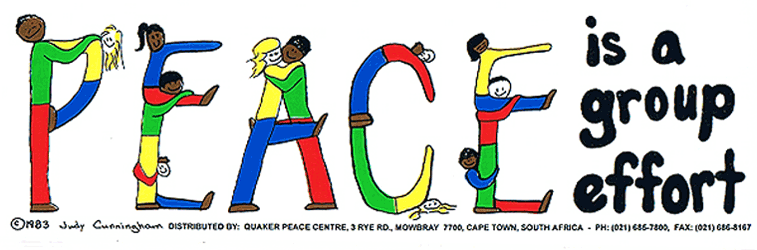 PEACE
is a
group
effort
©1983 Judy Cunningham DISTRIBUTED BY: QUAKER PEACE CENTRE, 3 RYE RD., MOWBRAY 7700, CAPE TOWN, SOUTH AFRICA - PH: (021) 685-7800, FAX: (021) 686-8167